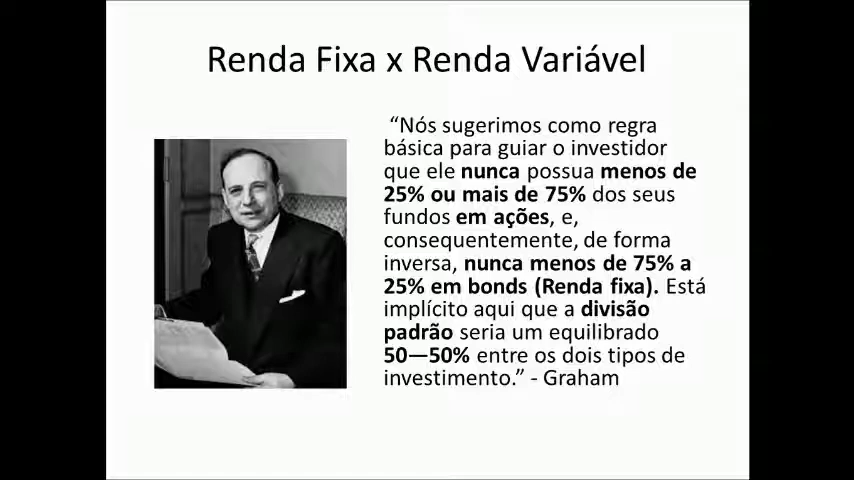 Renda Fixa x Renda Variável
“Nós sugerimos como regra
básica para guiar o investidor
que ele nunca possua menos de
25% ou mais de 75% dos seus
fundos em ações, e,
consequentemente, de forma
inversa, nunca menos de 75% a
25% em bonds (Renda fixa). Está
implícito aqui que a divisão
padrão seria um equilibrado
50—50% entre os dois tipos de
investimento.” - Graham